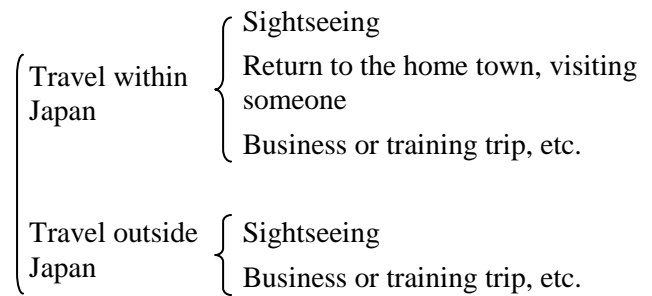 Travel within
Japan
Sightseeing
Return to the home town, visiting
someone
Business or training trip, etc.
Travel outside
Japan
Sightseeing
Business or training trip, etc.